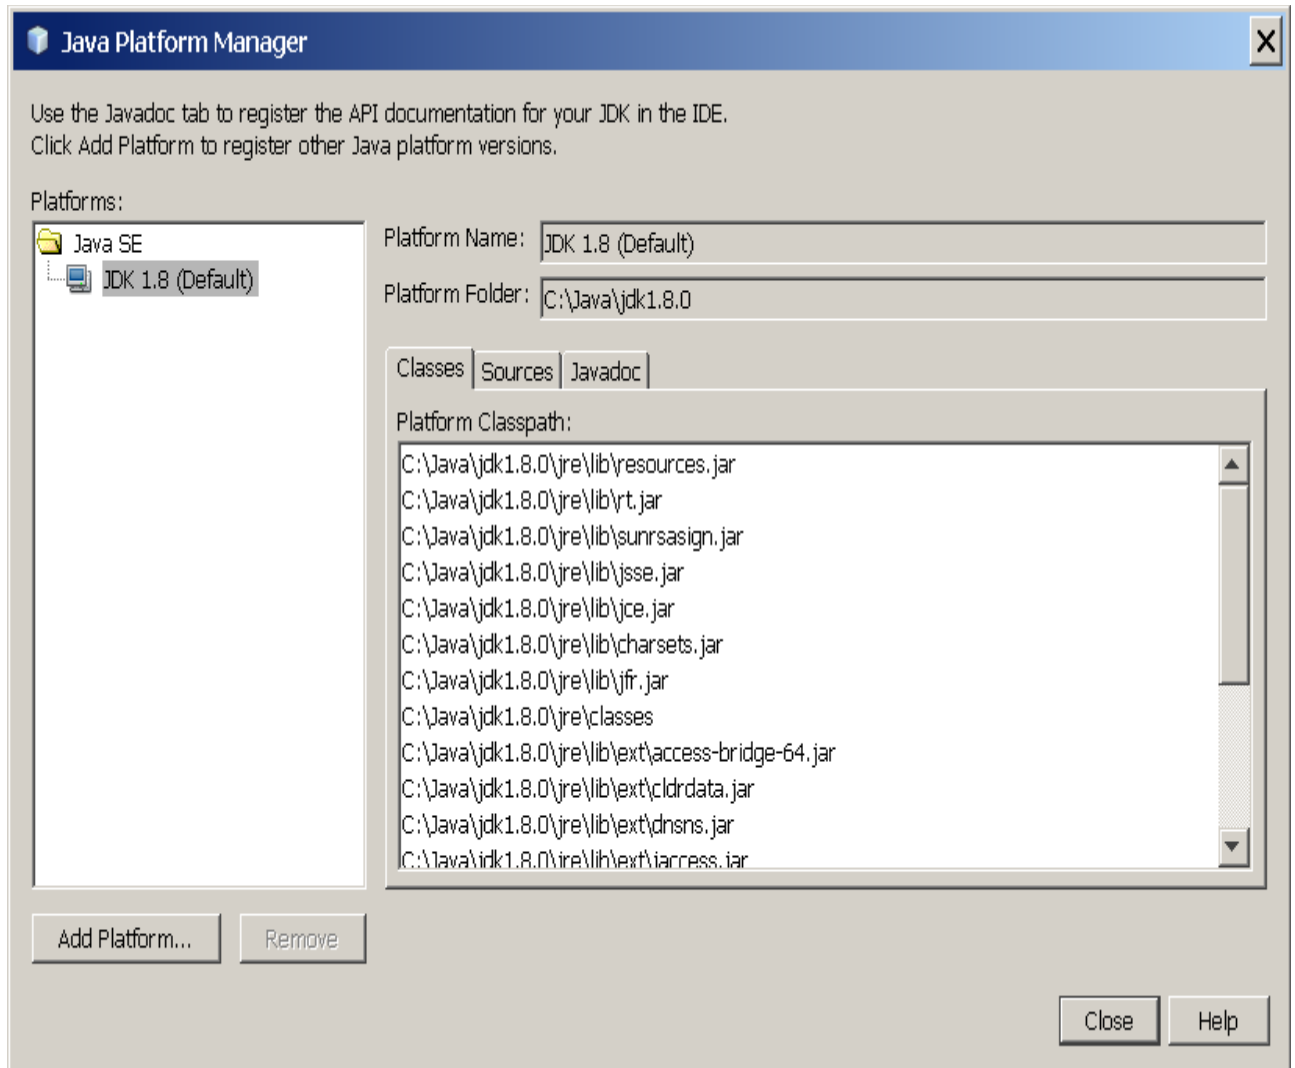 Java Platform Manager
Use the Javadoc tab to register the API documentation for your JDK in the IDE.
Click Add Platform to register other Java platform versions.
Platforms:
Java SE
JDK 1.8 (Default)
Platform Name: JDK 1.8 (Default)
Platform Folder: C:\Java\jdk1.8.0
Classes Sources Javadoc
Platform Classpath:
C:\Java\jdk1.8.0\jre\lib\resources.jar
C:\Java\jdk1.8.0\jre\lib\rt.jar
C:\Java\jdk1.8.0\jre\lib\sunrsasign.jar
C:\Java\jdk1.8.0\jre\lib\jsse.jar
C:\Java\jdk1.8.0\jre\lib\jce.jar
C:\Java\jdk1.8.0\jre\lib\charsets.jar
C:\Java\jdk1.8.0\jre\lib\jfr.jar
C:\Java\jdk1.8.0\jre\classes
C:\Java\jdk1.8.0\jre\lib\ext\access-bridge-64.jar
C:\Java\jdk1.8.0\jre\lib\ext\cldrdata.jar
C:\Java\jdk1.8.0\jre\lib\ext\dnsns.jar
C:\Java\jdk1.8.0\jre\lib\ext\jaccess.jar
Add Platform... Remove
Close Help